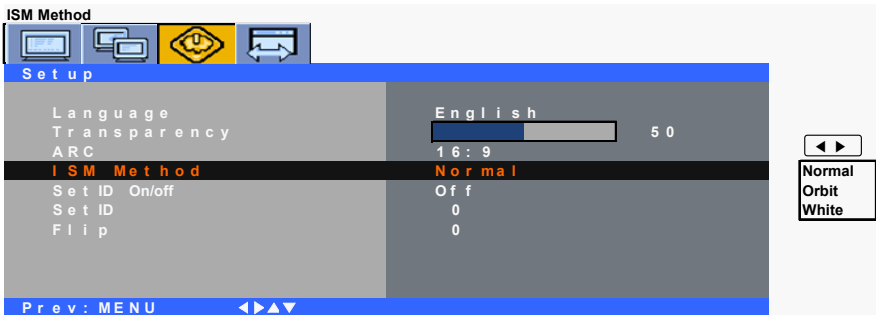 ISM Method
Setup
Language English
Transparency 50
ARC 16:9
ISM Method Normal
Set ID On/off Off
Set ID 0
Flip 0
Prev: MENU ◀▶▲▼
◀ ▶
Normal
Orbit
White